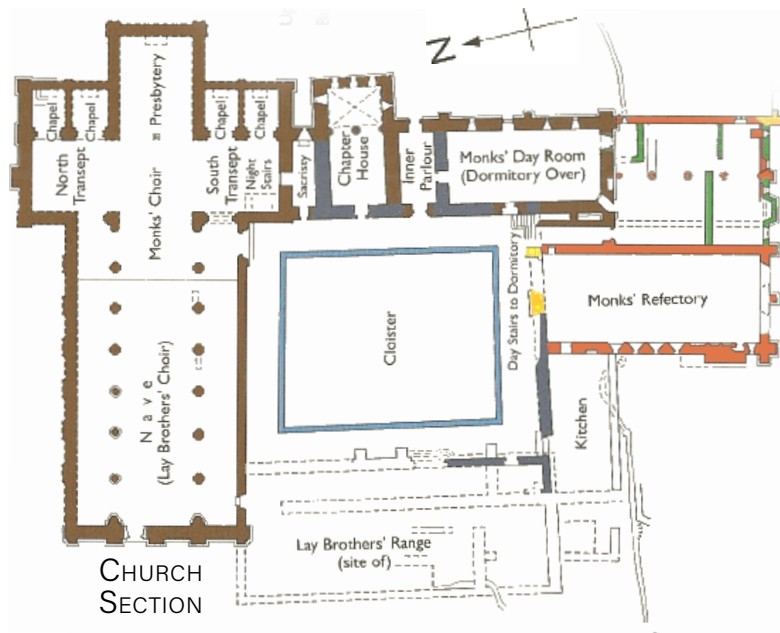 N
Chapel
Chapel
Presbytery
Chapel
Chapel
North
Transept
Monks' Choir
South
Transept
Night
Stairs
Sacristy
Chapter
House
Inner
Parlour
Monks' Day Room
(Dormitory Over)
Day Stairs to Dormitory
Monks' Refectory
Cloister
Nave
(Lay Brothers' Choir)
Kitchen
Lay Brothers' Range
(site of)
CHURCH
SECTION